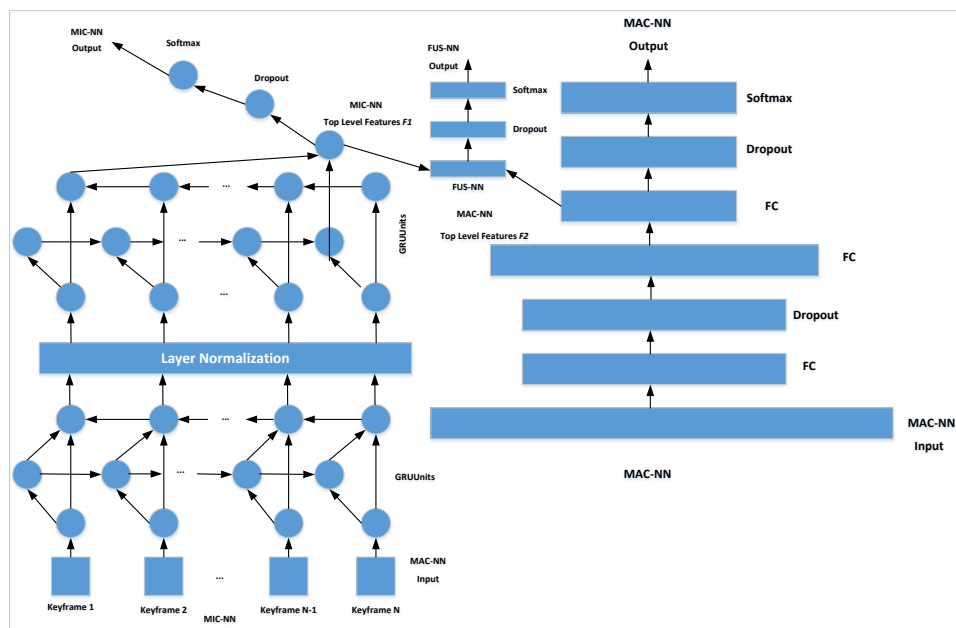 MIC-NN
Output
Softmax
Dropout
MIC-NN
Top Level Features F1
...
...
GRUUnits
...
Layer Normalization
...
...
GRUUnits
MAC-NN
Input
...
Keyframe 1
Keyframe 2
Keyframe N-1
Keyframe N
MIC-NN
FUS-NN
Output
Softmax
Dropout
FUS-NN
MAC-NN
Top Level Features F2
MAC-NN
Output
Softmax
Dropout
FC
FC
Dropout
FC
MAC-NN
Input
MAC-NN